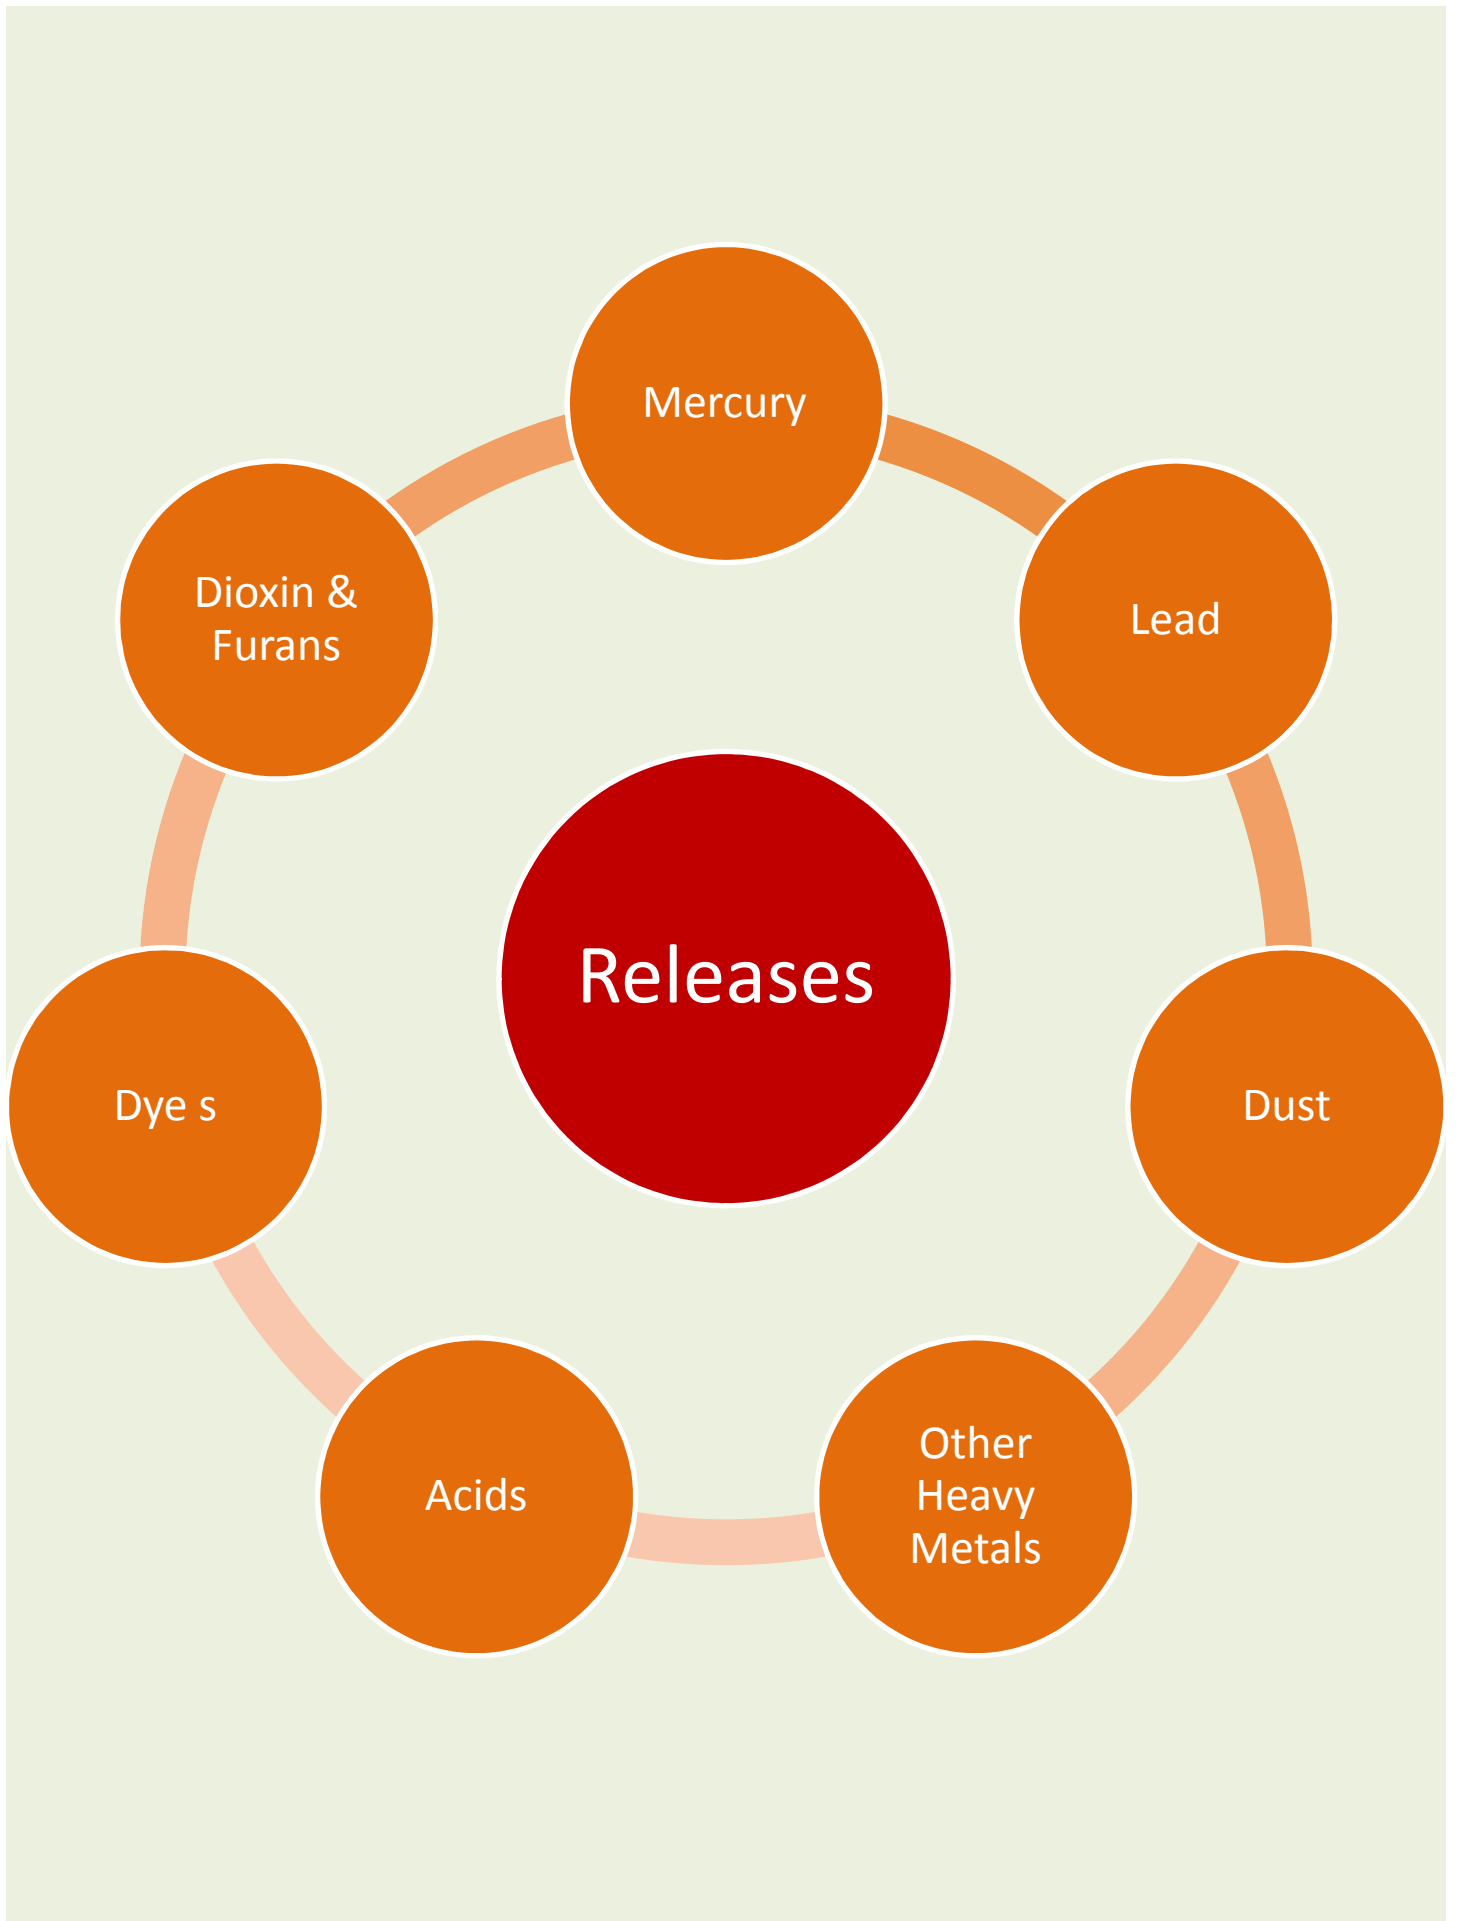 Mercury
Lead
Dust
Other
Heavy
Metals
Acids
Dye s
Dioxin &
Furans
Releases